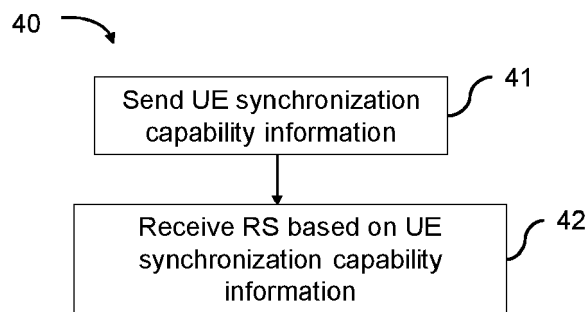 40
41
Send UE synchronization
capability information
42
Receive RS based on UE
synchronization capability
information